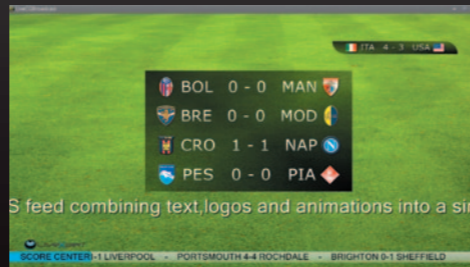 ITA 4 - 3 USA
BOL 0 - 0 MAN
BRE 0 - 0 MOD
CRO 1 - 1 NAP
PES 0 - 0 PIA
S feed combining text,logos and animations into a si
SCORE CENTER -1 LIVERPOOL - PORTSMOUTH 4-4 ROCHDALE - BRIGHTON 0-1 SHEFFIELD